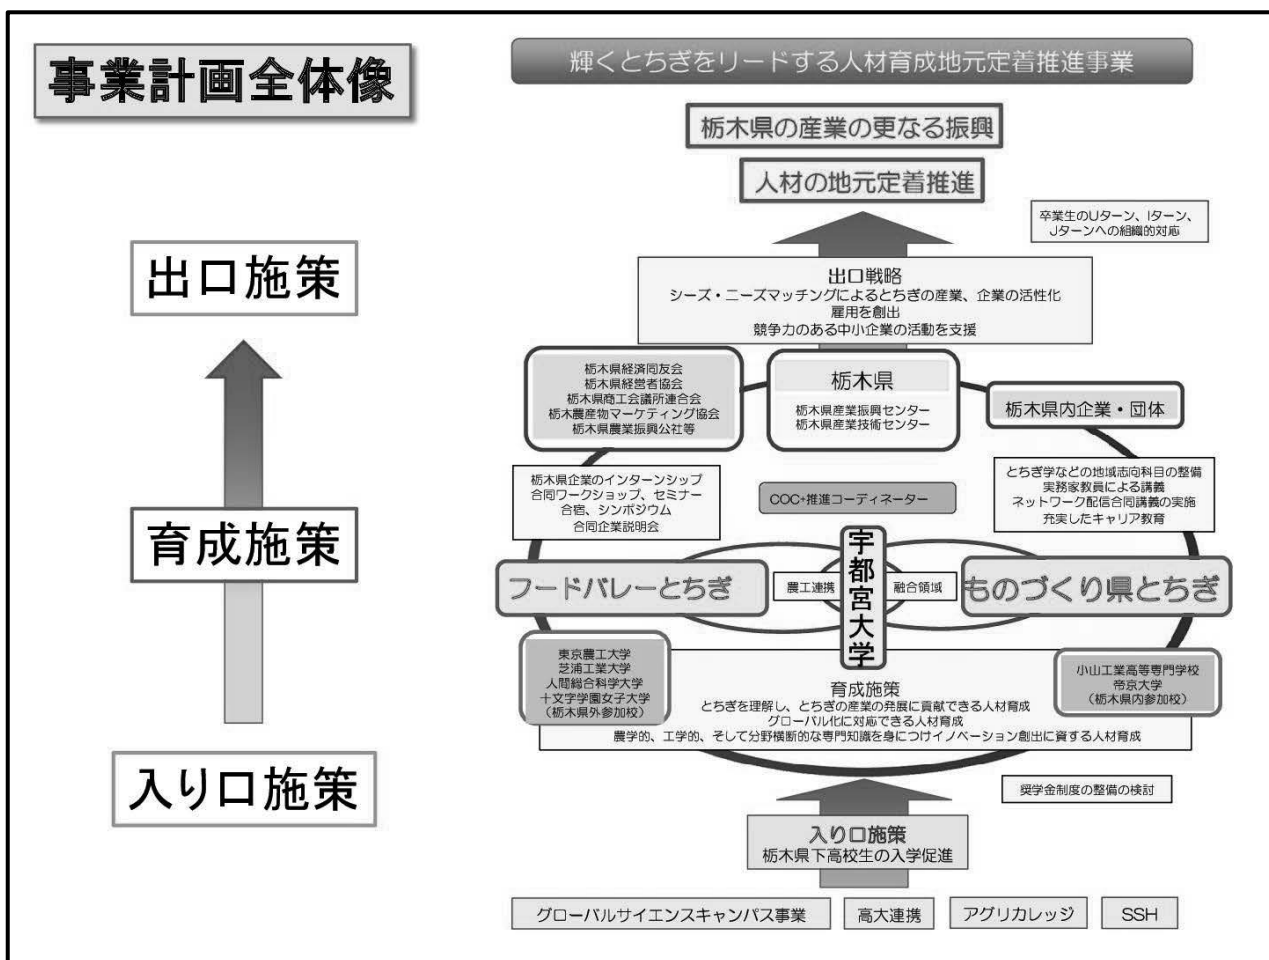 事業計画全体像
輝くとちぎをリードする人材育成地元定着推進事業
栃木県の産業の更なる振興
人材の地元定着推進
卒業生のUターン、Iターン、
Jターンへの組織的対応
出口施策
出口戦略
シーズ・ニーズマッチングによるとちぎの産業、企業の活性化
雇用を創出
競争力のある中小企業の活動を支援
栃木県経済同友会
栃木県経営者協会
栃木県商工会議所連合会
栃木農産物マーケティング協会
栃木県農業振興公社等
栃木県
栃木県産業振興センター
栃木県産業技術センター
栃木県内企業・団体
栃木県企業のインターンシップ
合同ワークショップ、セミナー
合宿、シンポジウム
合同企業説明会
COC+推進コーディネーター
とちぎ学などの地域志向科目の整備
実務家教員による講義
ネットワーク配信合同講義の実施
充実したキャリア教育
育成施策
フードバレーとちぎ
農工連携
宇都宮大学
融合領域
ものづくり県とちぎ
東京農工大学
芝浦工業大学
人間総合科学大学
十文字学園女子大学
(栃木県外参加校)
小山工業高等専門学校
帝京大学
(栃木県内参加校)
育成施策
とちぎを理解し、とちぎの産業の発展に貢献できる人材育成
グローバル化に対応できる人材育成
農学的、工学的、そして分野横断的な専門知識を身につけイノベーション創出に資する人材育成
入り口施策
奨学金制度の整備の検討
入り口施策
栃木県下高校生の入学促進
グローバルサイエンスキャンパス事業
高大連携
アグリカレッジ
SSH